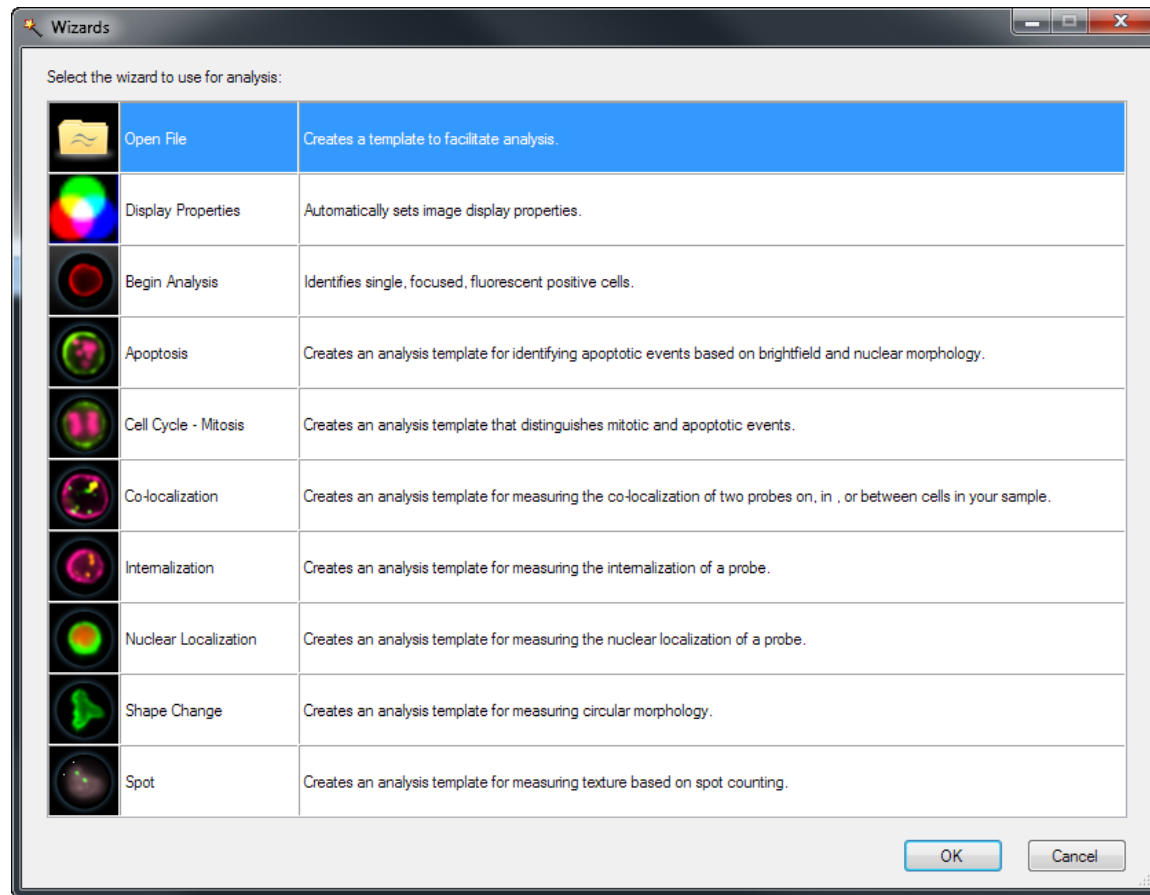 Wizards
Select the wizard to use for analysis:
Open File Creates a template to facilitate analysis.
Display Properties Automatically sets image display properties.
Begin Analysis Identifies single, focused, fluorescent positive cells.
Apoptosis Creates an analysis template for identifying apoptotic events based on brightfield and nuclear morphology.
Cell Cycle - Mitosis Creates an analysis template that distinguishes mitotic and apoptotic events.
Co-localization Creates an analysis template for measuring the co-localization of two probes on, in , or between cells in your sample.
Internalization Creates an analysis template for measuring the internalization of a probe.
Nuclear Localization Creates an analysis template for measuring the nuclear localization of a probe.
Shape Change Creates an analysis template for measuring circular morphology.
Spot Creates an analysis template for measuring texture based on spot counting.
OK Cancel